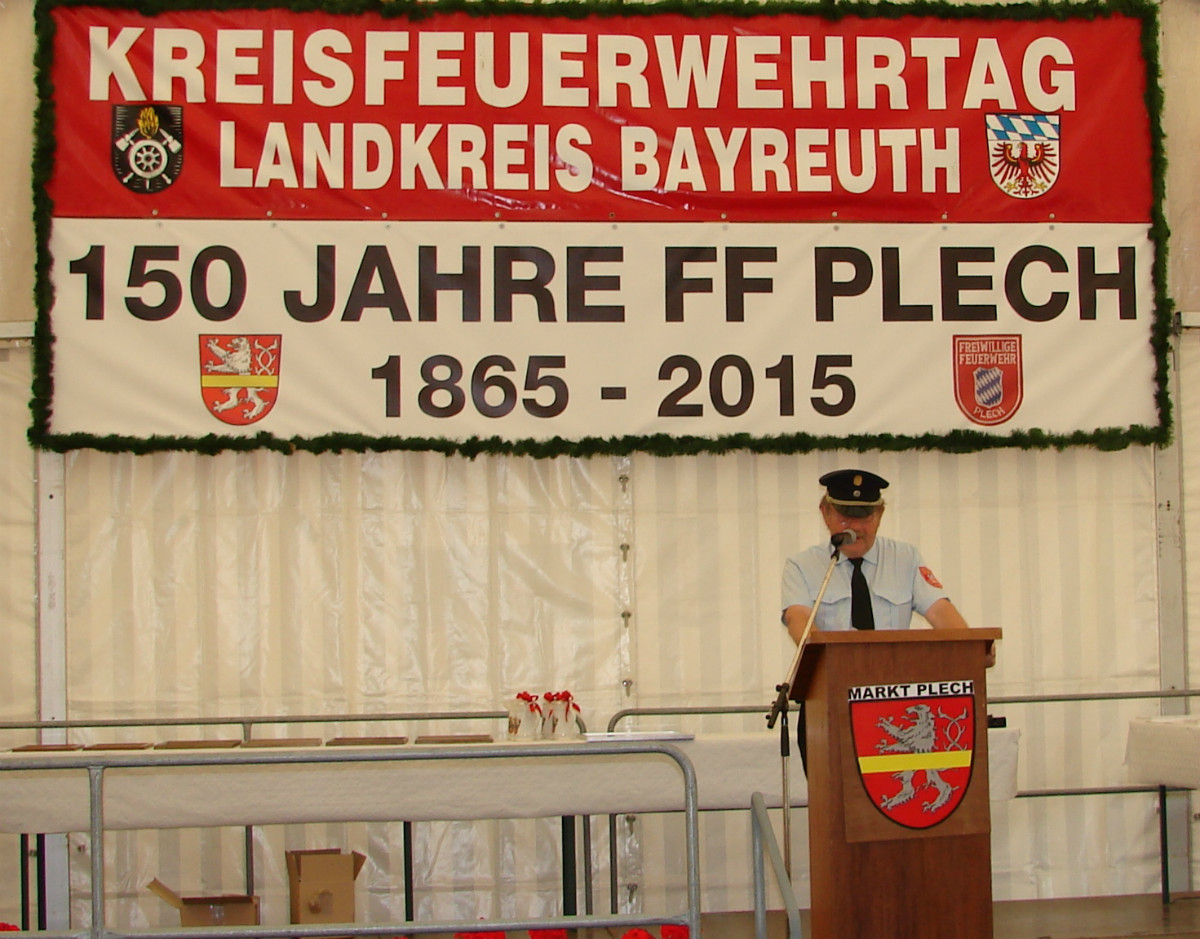 KREISFEUERWEHRTAG
LANDKREIS BAYREUTH
150 JAHRE FF PLECH
1865 - 2015
FREIWILLIGE
FEUERWEHR
PLECH
MARKT PLECH